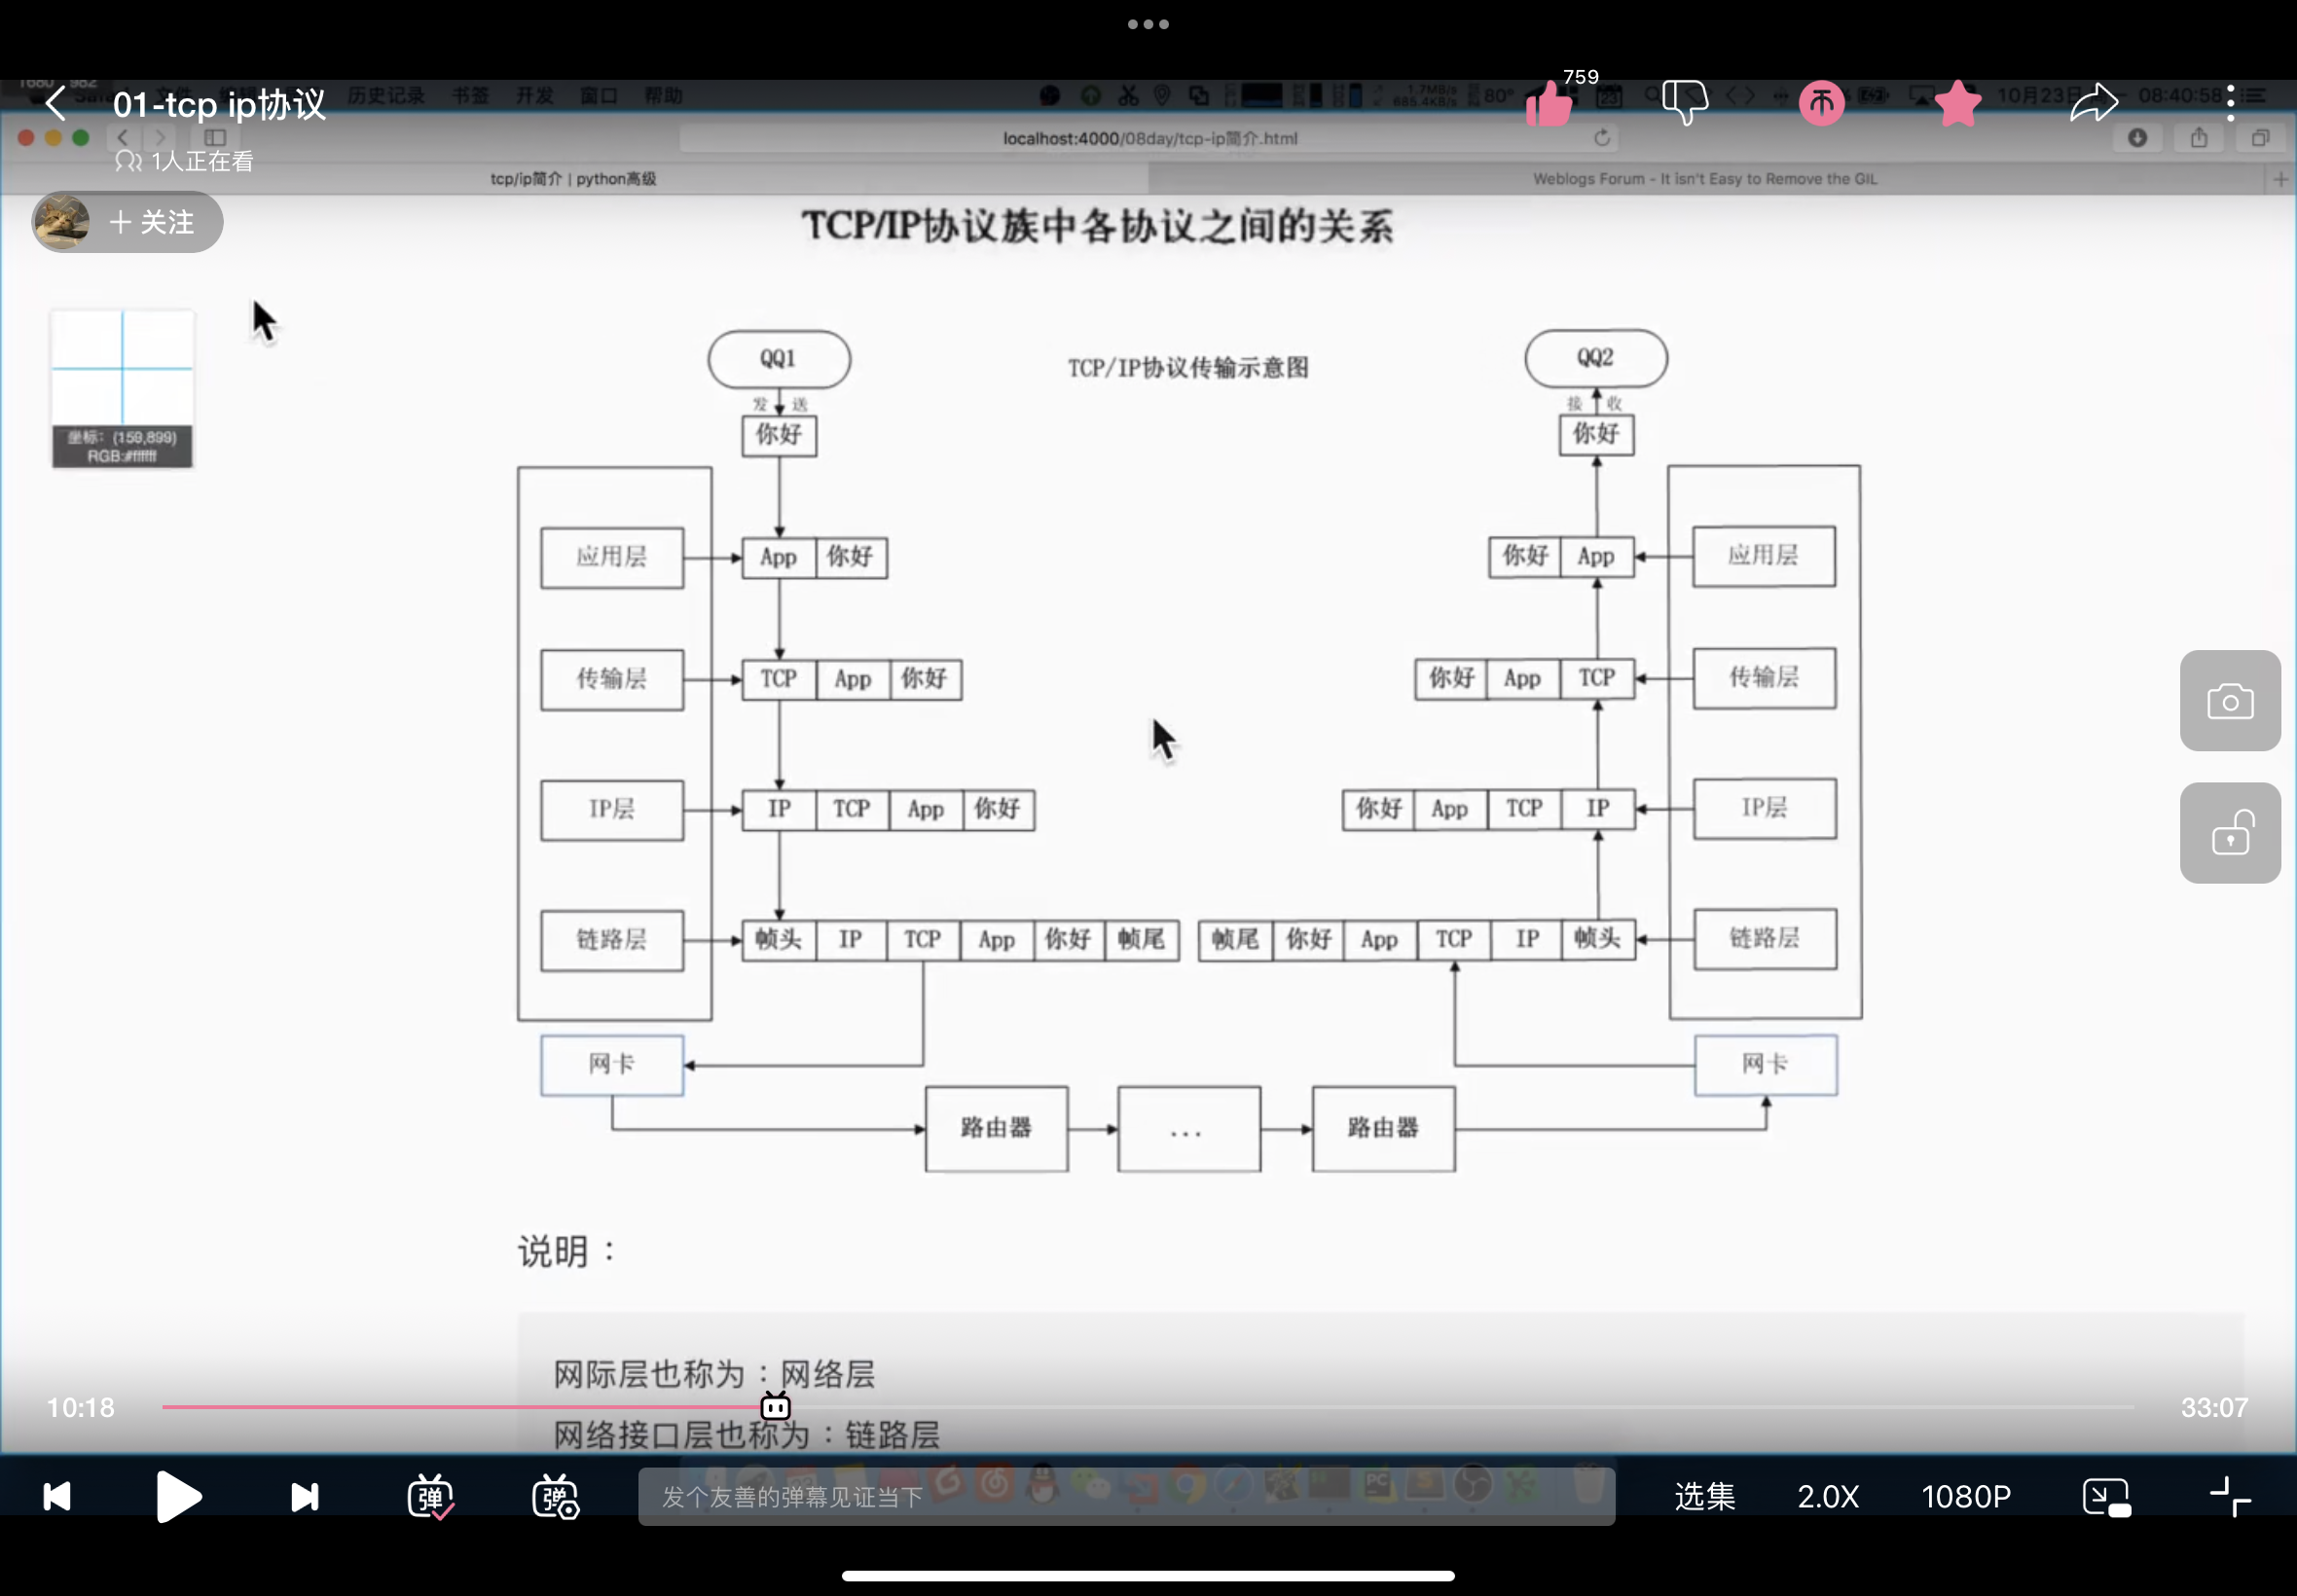 759
01-tcp ip协议
历史记录 书签 开发 窗口 帮助
1.7MB/s
685.4KB/s
80°
23
10月23日
08:40:58
localhost:4000/08day/tcp-ip简介.html
1人正在看
tcp/ip简介 | python高级
Weblogs Forum - It isn't Easy to Remove the GIL
+ 关注
TCP/IP协议族中各协议之间的关系
坐标: (159,899)
RGB:#ffffff
QQ1
TCP/IP协议传输示意图
QQ2
发 送
接 收
你好
你好
应用层 App 你好
你好 App 应用层
传输层 TCP App 你好
你好 App TCP 传输层
IP层 IP TCP App 你好
你好 App TCP IP IP层
链路层 帧头 IP TCP App 你好 帧尾
帧尾 你好 App TCP IP 帧头 链路层
网卡
网卡
路由器 ... 路由器
说明：
网际层也称为：网络层
10:18
33:07
网络接口层也称为：链路层
弹
弹
发个友善的弹幕见证当下
选集
2.0X
1080P